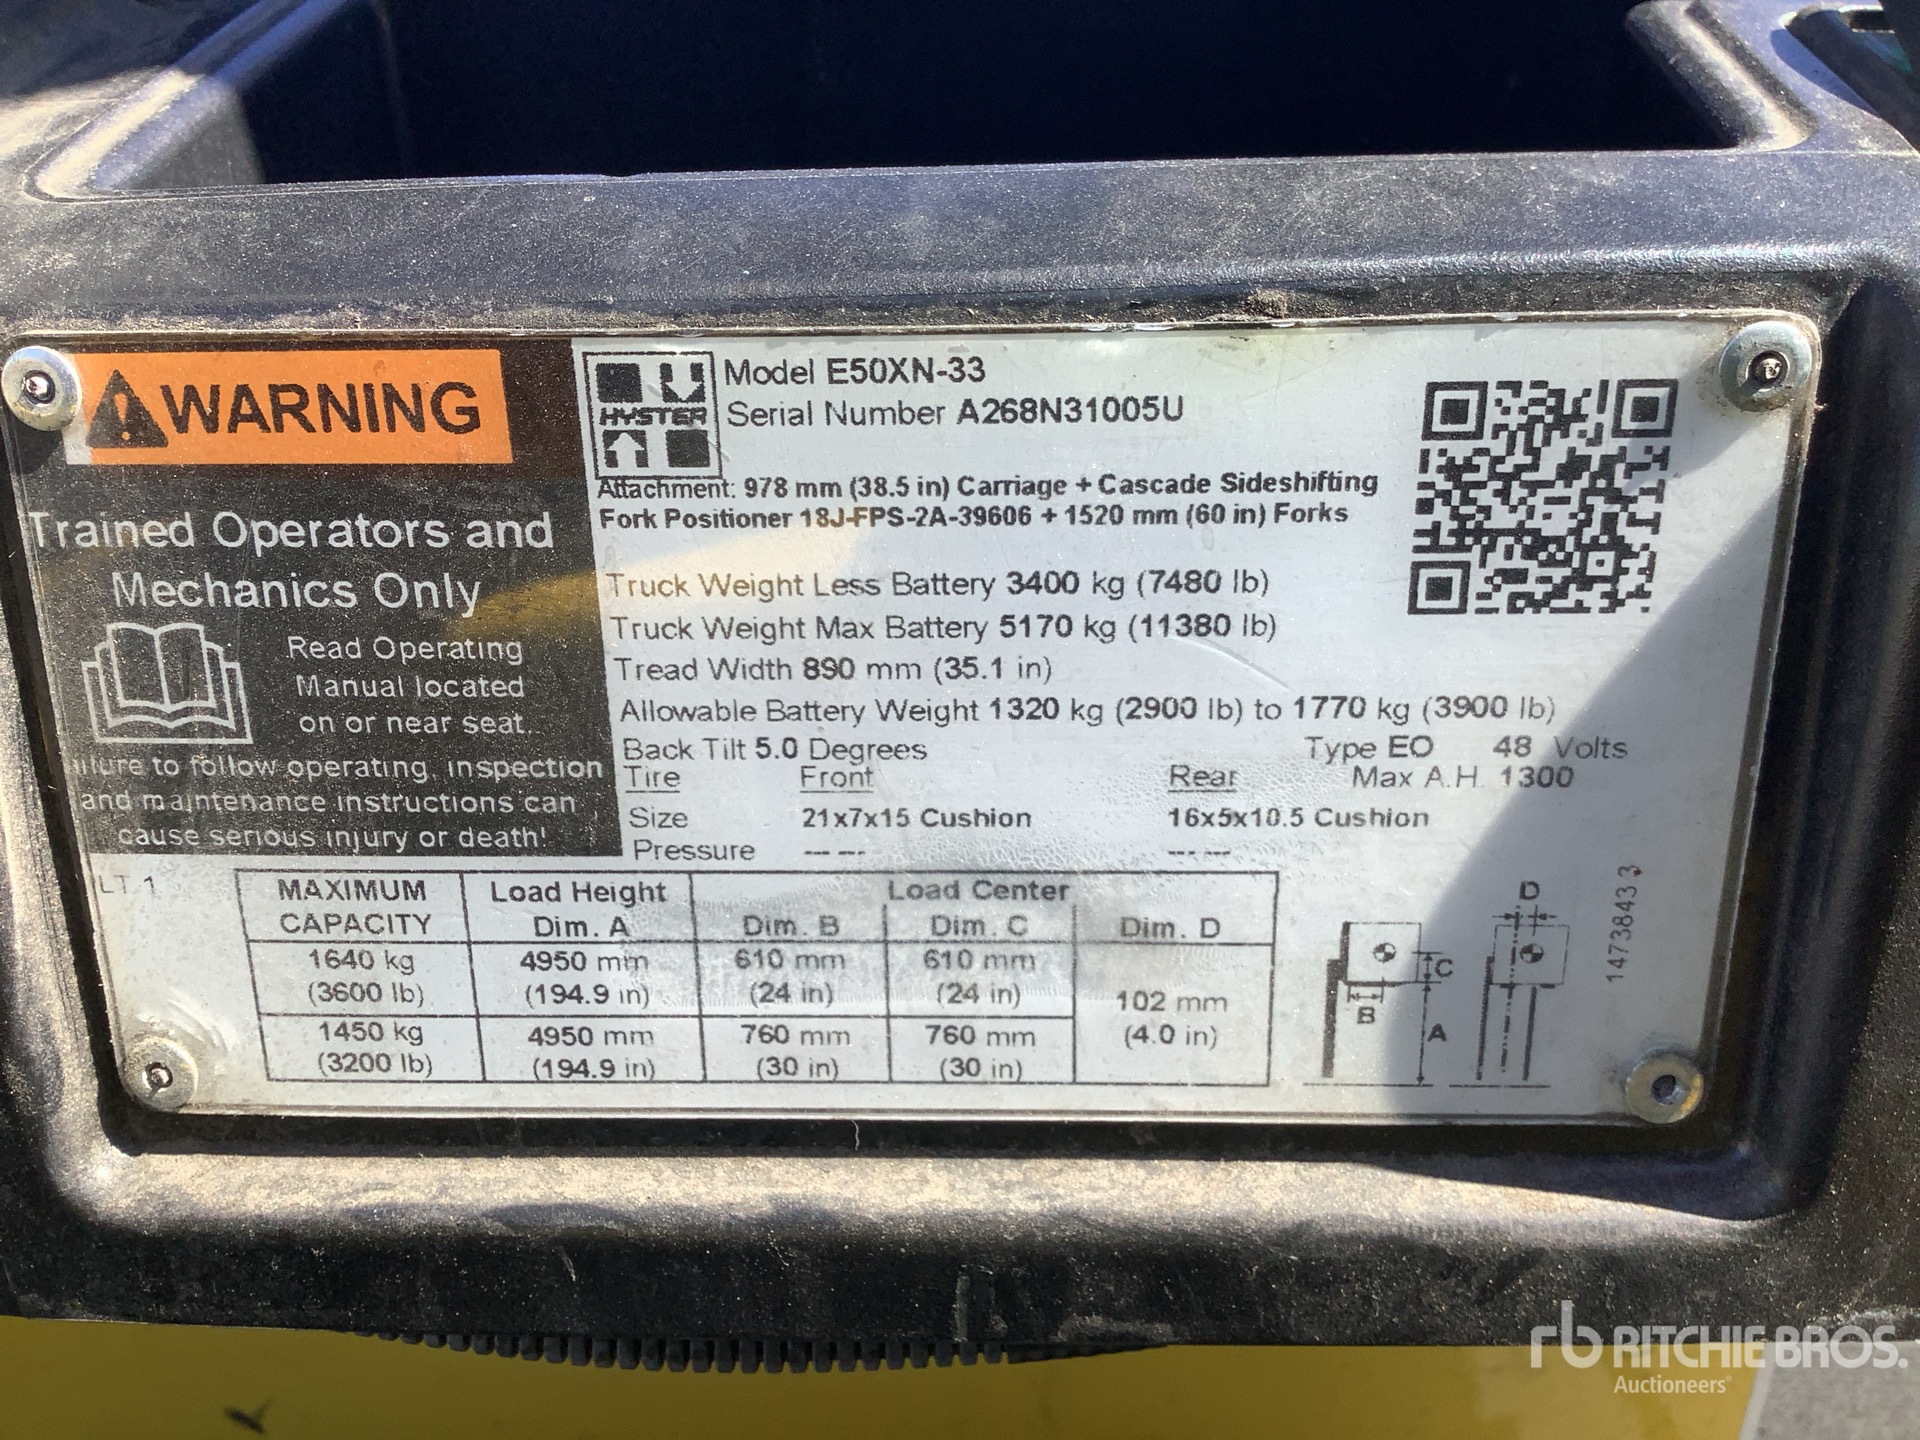 WARNING
Trained Operators and
Mechanics Only
Read Operating
Manual located
on or near seat.
to follow operating, inspection
and maintenance instructions can
cause serious injury or death!
HYSTER
Model E50XN-33
Serial Number A268N31005U
Attachment: 978 mm (38.5 in) Carriage + Cascade Sideshifting
Fork Positioner 18J-FPS-2A-39606 + 1520 mm (60 in) Forks
Truck Weight Less Battery 3400 kg (7480 lb)
Truck Weight Max Battery 5170 kg (11380 lb)
Tread Width 890 mm (35.1 in)
Allowable Battery Weight 1320 kg (2900 lb) to 1770 kg (3900 lb)
Back Tilt 5.0 Degrees Type EO 48 Volts
Tire Front Rear Max A.H. 1300
Size 21x7x15 Cushion 16x5x10.5 Cushion
Pressure -- -- -- --
LT 1
MAXIMUM Load Height Load Center
CAPACITY Dim. A Dim. B Dim. C Dim. D
1640 kg 4950 mm 610 mm 610 mm
(3600 lb) (194.9 in) (24 in) (24 in)
102 mm
(4.0 in)
1450 kg 4950 mm 760 mm 760 mm
(3200 lb) (194.9 in) (30 in) (30 in)
D
C
B
A
14738433
rb RITCHIE BROS.
Auctioneers